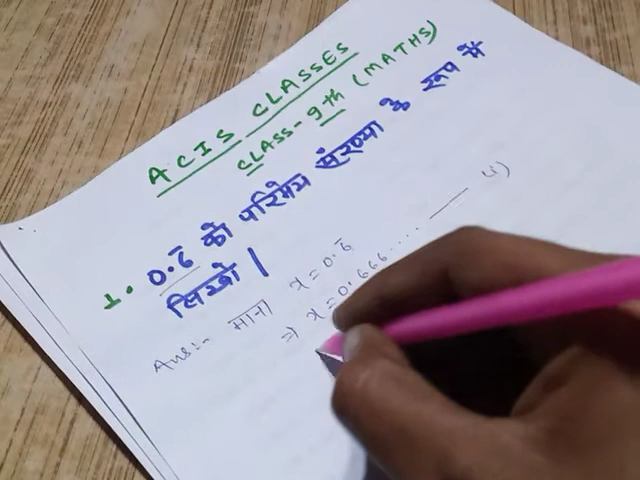 ACIS CLASSES
CLASS-9th (MATHS)
1. 0.6̅ को परिमेय संख्या के रूप में
लिखो |
Ans:- माना x=0.6̅
⇒ x=0.666.... —— (i)